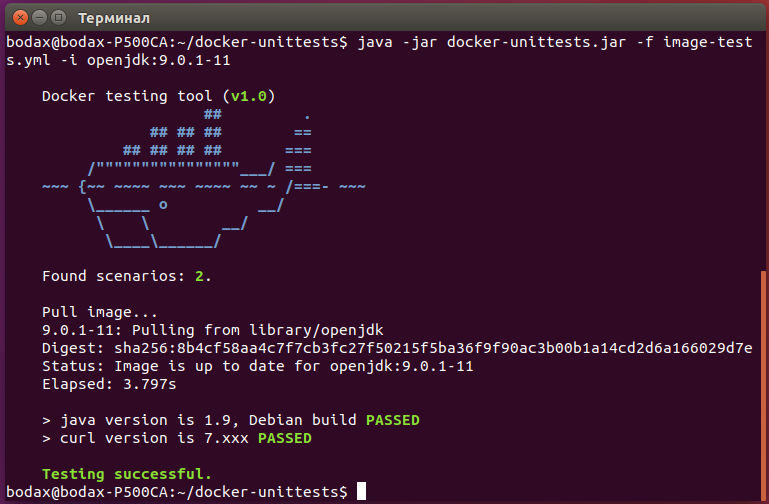 Терминал
bodax@bodax-P500CA:~/docker-unittests$ java -jar docker-unittests.jar -f image-test
s.yml -i openjdk:9.0.1-11
Docker testing tool (v1.0)
                  ##         .
            ## ## ##        ==
         ## ## ## ##       ===
     /""""""""""""""""___/ ===
~~~ {~~ ~~~~ ~~~ ~~~~ ~~ ~ /===- ~~~
     \______ o          __/
      \    \        __/
       \____\______/
Found scenarios: 2.
Pull image...
9.0.1-11: Pulling from library/openjdk
Digest: sha256:8b4cf58aa4c7f7cb3fc27f50215f5ba36f9f90ac3b00b1a14cd2d6a166029d7e
Status: Image is up to date for openjdk:9.0.1-11
Elapsed: 3.797s
> java version is 1.9, Debian build PASSED
> curl version is 7.xxx PASSED
Testing successful.
bodax@bodax-P500CA:~/docker-unittests$